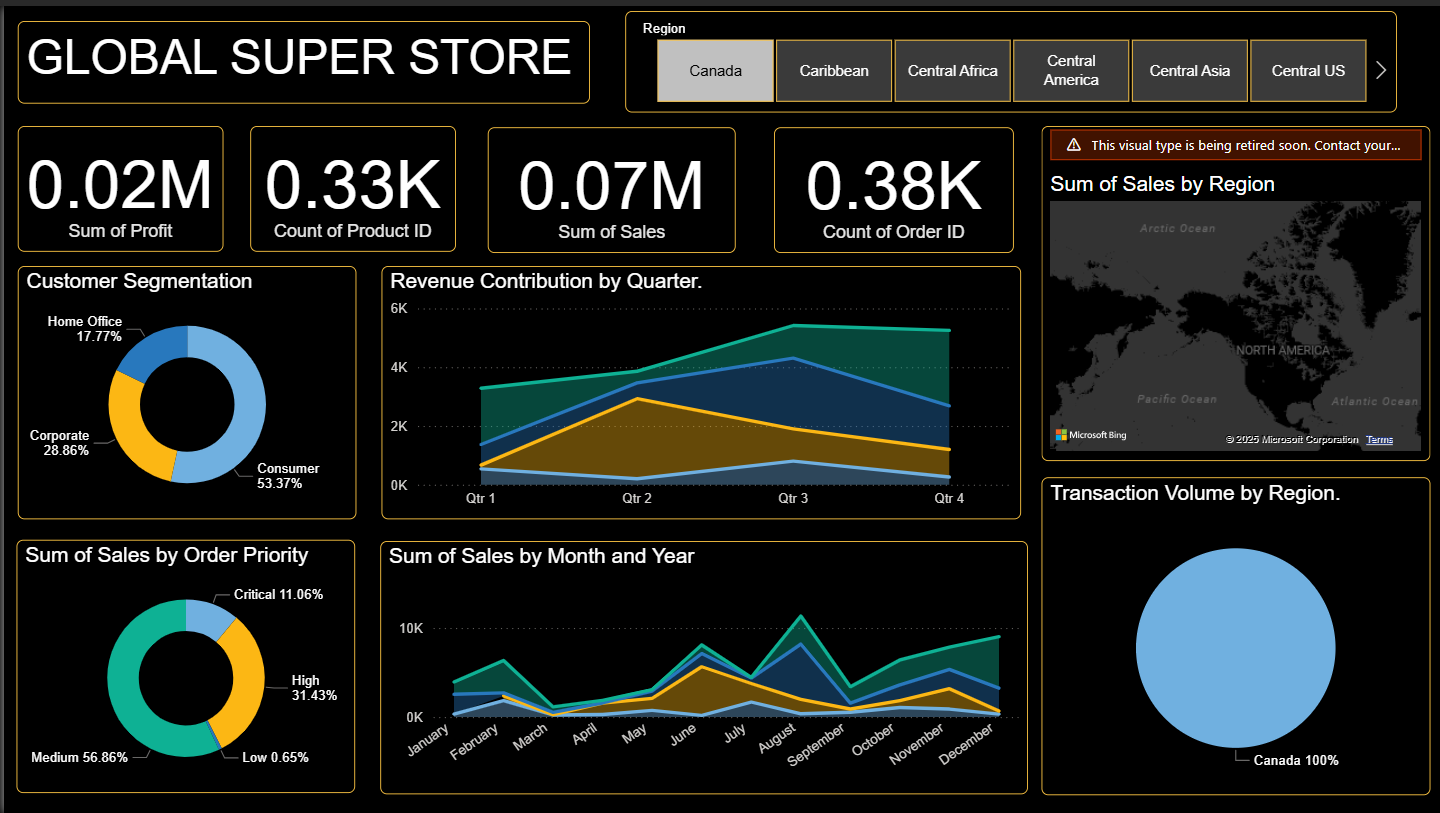 GLOBAL SUPER STORE
Region
Canada
Caribbean
Central Africa
Central
America
Central Asia
Central US
0.02M
Sum of Profit
0.33K
Count of Product ID
0.07M
Sum of Sales
0.38K
Count of Order ID
This visual type is being retired soon. Contact your...
Sum of Sales by Region
Arctic Ocean
NORTH AMERICA
Pacific Ocean
Atlantic Ocean
Microsoft Bing
© 2025 Microsoft Corporation Terms
Customer Segmentation
Home Office
17.77%
Corporate
28.86%
Consumer
53.37%
Revenue Contribution by Quarter.
6K
4K
2K
0K
Qtr 1
Qtr 2
Qtr 3
Qtr 4
Transaction Volume by Region.
Canada 100%
Sum of Sales by Order Priority
Critical 11.06%
High
31.43%
Medium 56.86%
Low 0.65%
Sum of Sales by Month and Year
10K
0K
January
February
March
April
May
June
July
August
September
October
November
December